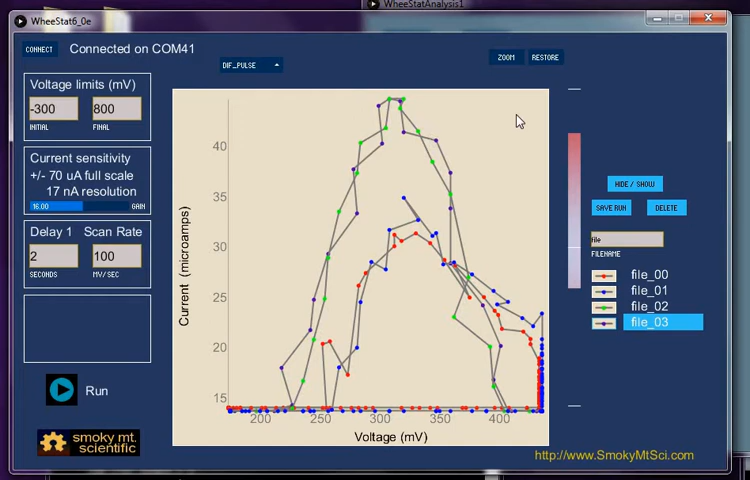 WheeStatAnalysis1
WheeStat6_0e
CONNECT
Connected on COM41
DIF_PULSE
ZOOM
RESTORE
Voltage limits (mV)
-300
800
INITIAL
FINAL
Current sensitivity
+/- 70 uA full scale
17 nA resolution
16.00
GAIN
Delay 1
Scan Rate
2
100
SECONDS
MV/SEC
Run
smoky mt.
scientific
Current (microamps)
40
35
30
25
20
15
200
250
300
350
400
Voltage (mV)
HIDE / SHOW
SAVE RUN
DELETE
file
FILENAME
file_00
file_01
file_02
file_03
http://www.SmokyMtSci.com